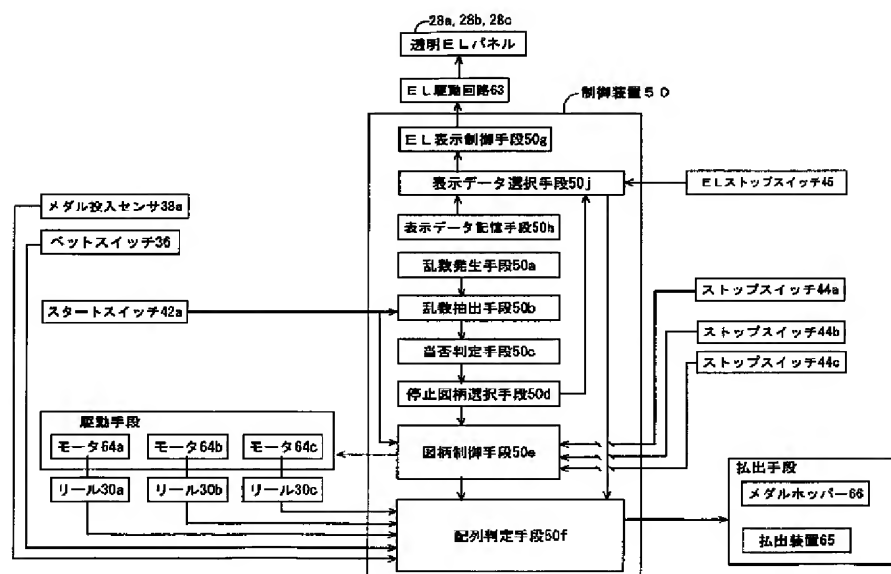 28a, 28b, 28c
透明ELパネル
EL駆動回路63
制御装置50
EL表示制御手段50g
表示データ選択手段50j
ELストップスイッチ45
メダル投入センサ38a
表示データ記憶手段50h
ベットスイッチ36
乱数発生手段50a
スタートスイッチ42a
乱数抽出手段50b
ストップスイッチ44a
当否判定手段50c
ストップスイッチ44b
停止図柄選択手段50d
ストップスイッチ44c
駆動手段
モータ64a
モータ64b
モータ64c
図柄制御手段50e
リール30a
リール30b
リール30c
払出手段
メダルホッパー66
配列判定手段50f
払出装置65